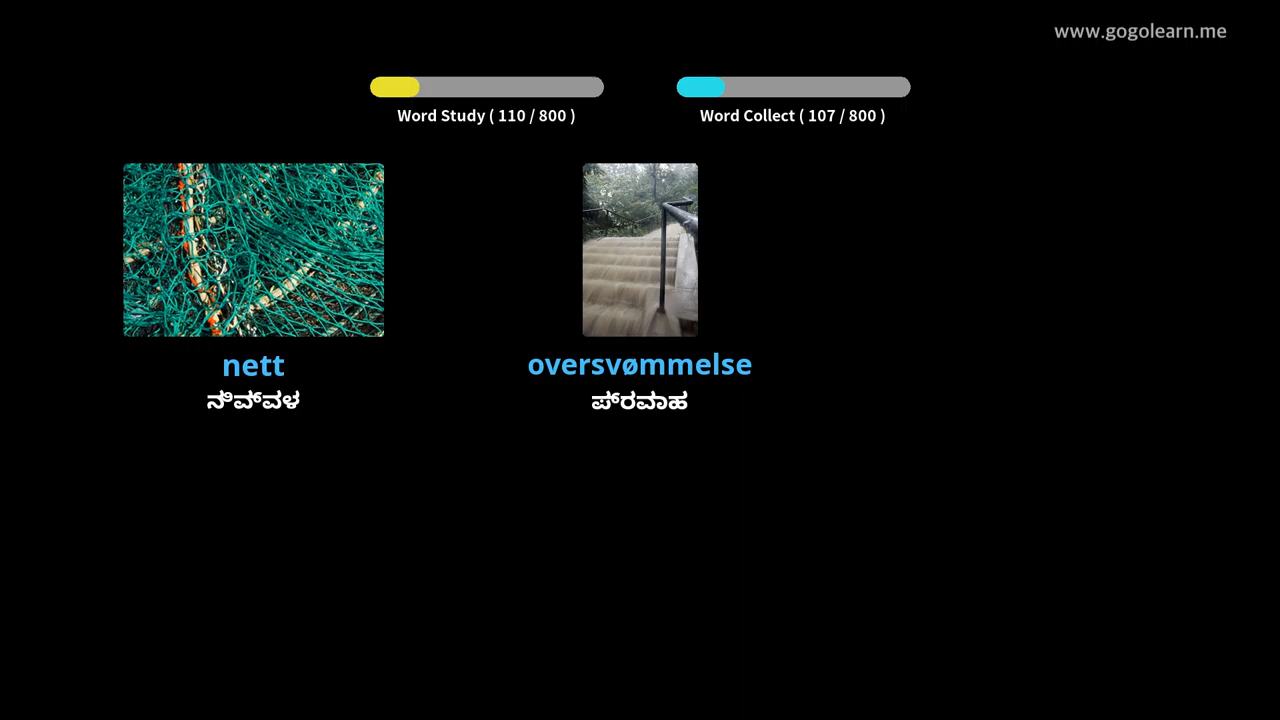 www.gogolearn.me
Word Study ( 110 / 800 )
Word Collect ( 107 / 800 )
nett
ನಿವ್ವಳ
oversvømmelse
ಪ್ರವಾಹ